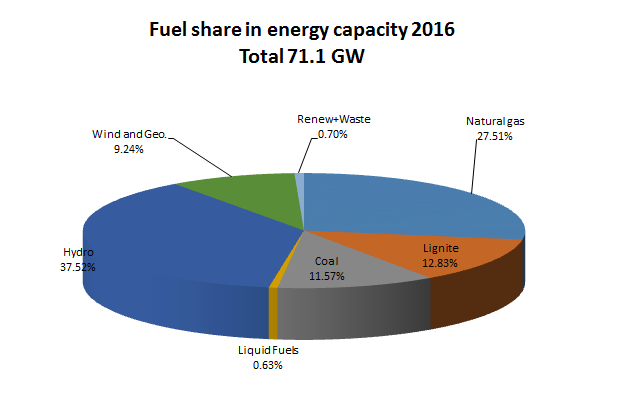 Fuel share in energy capacity 2016
Total 71.1 GW
Renew+Waste
0.70%
Natural gas
27.51%
Wind and Geo.
9.24%
Hydro
37.52%
Lignite
12.83%
Coal
11.57%
Liquid Fuels
0.63%